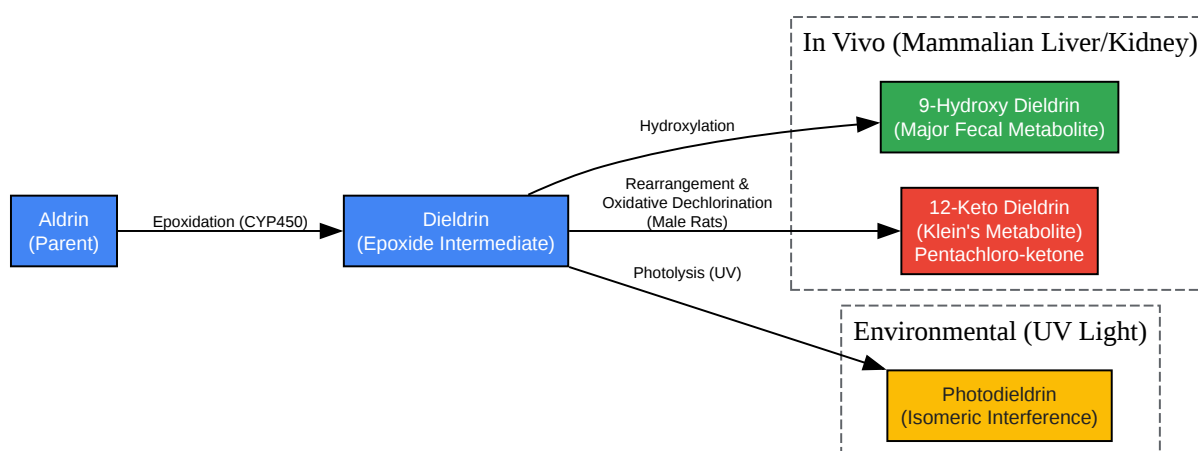 In Vivo (Mammalian Liver/Kidney)
9-Hydroxy Dieldrin
(Major Fecal Metabolite)
Hydroxylation
Rearrangement &
Oxidative Dechlorination
(Male Rats)
Aldrin
(Parent)
Epoxidation (CYP450)
Dieldrin
(Epoxide Intermediate)
12-Keto Dieldrin
(Klein's Metabolite)
Pentachloro-ketone
Photolysis (UV)
Environmental (UV Light)
Photodieldrin
(Isomeric Interference)